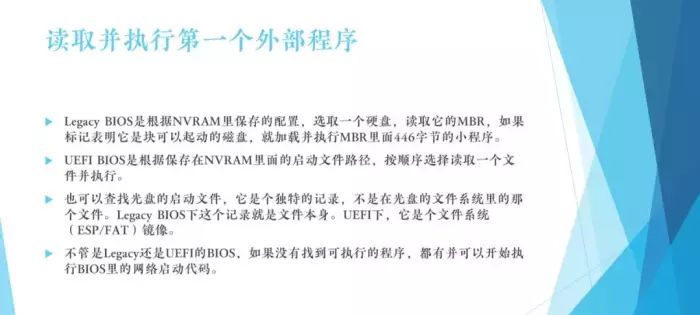 读取并执行第一个外部程序
Legacy BIOS是根据NVRAM里保存的配置，选取一个硬盘，读取它的MBR，如果
标记表明它是块可以起动的磁盘，就加载并执行MBR里面446字节的小程序。
UEFI BIOS是根据保存在NVRAM里面的启动文件路径，按顺序选择读取一个文
件并执行。
也可以查找光盘的启动文件，它是个独特的记录，不是在光盘的文件系统里的那
个文件。Legacy BIOS下这个记录就是文件本身。UEFI下，它是个文件系统
（ESP/FAT）镜像。
不管是Legacy还是UEFI的BIOS，如果没有找到可执行的程序，都有并可以开始执
行BIOS里的网络启动代码。